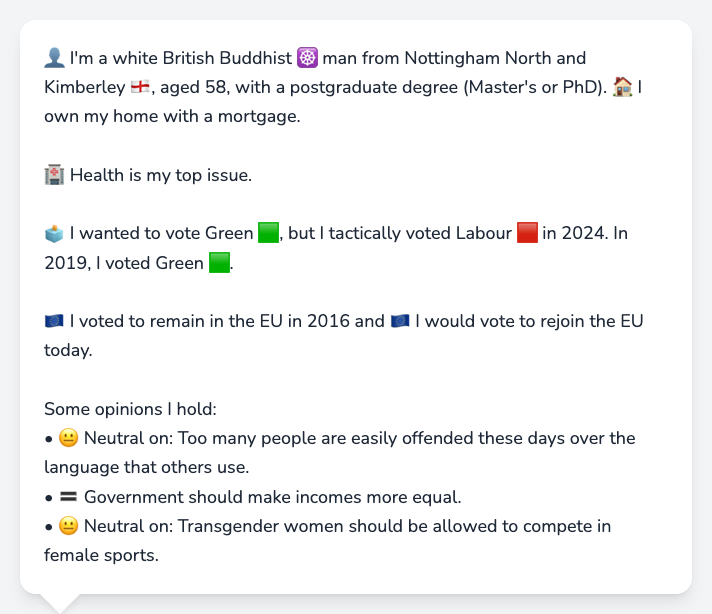 👤 I'm a white British Buddhist ☸️ man from Nottingham North and
Kimberley 🏴󠁧󠁢󠁥󠁮󠁧󠁿, aged 58, with a postgraduate degree (Master's or PhD). 🏠 I
own my home with a mortgage.
🏥 Health is my top issue.
🗳️ I wanted to vote Green 🟩, but I tactically voted Labour 🟥 in 2024. In
2019, I voted Green 🟩.
🇪🇺 I voted to remain in the EU in 2016 and 🇪🇺 I would vote to rejoin the EU
today.
Some opinions I hold:
• 😐 Neutral on: Too many people are easily offended these days over the
language that others use.
• 🟰 Government should make incomes more equal.
• 😐 Neutral on: Transgender women should be allowed to compete in
female sports.